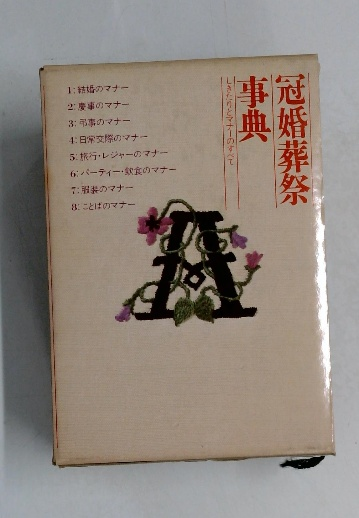 冠婚葬祭
事典
しきたりとマナーのすべて
1:結婚のマナー
2:慶事のマナー
3:弔事のマナー
4:日常交際のマナー
5:旅行・レジャーのマナー
6:パーティー・飲食のマナー
7:服装のマナー
8:ことばのマナー
A